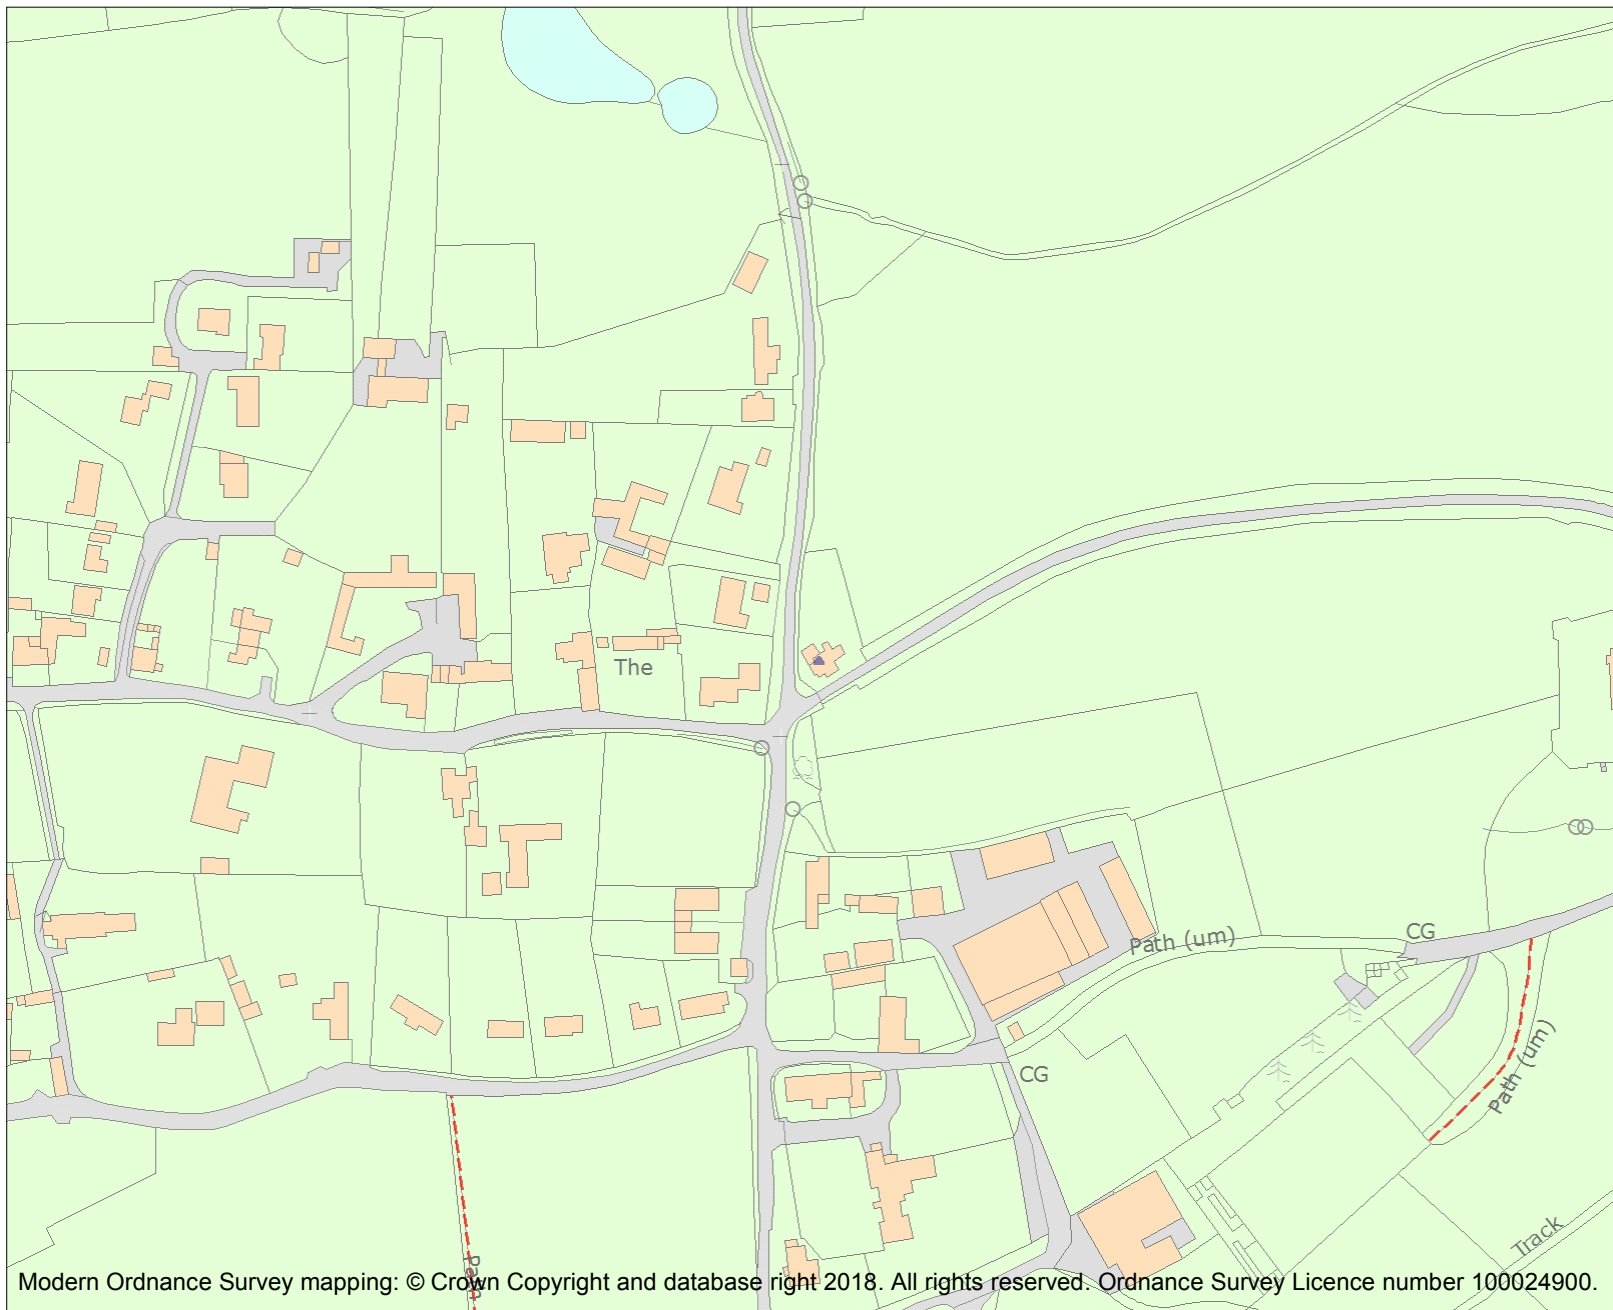 The
Path (um)
CG
CG
Path (um)
Track
Path
Modern Ordnance Survey mapping: © Crown Copyright and database right 2018. All rights reserved. Ordnance Survey Licence number 100024900.